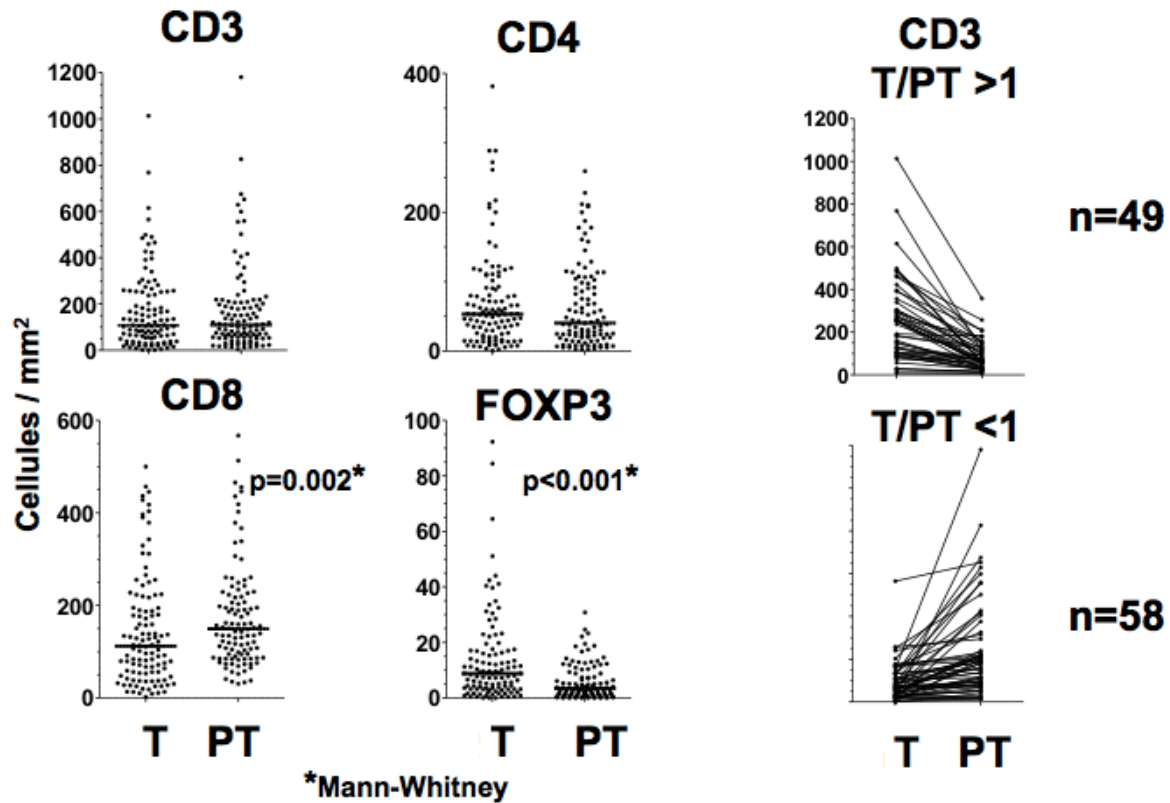 CD3
1200
1000
800
600
400
200
0
CD4
400
200
0
CD3
T/PT >1
1200
1000
800
600
400
200
0
n=49
Cellules / mm²
CD8
600
400
200
0
p=0.002*
T PT
FOXP3
100
80
60
40
20
0
p<0.001*
T PT
T/PT <1
n=58
T PT
*Mann-Whitney